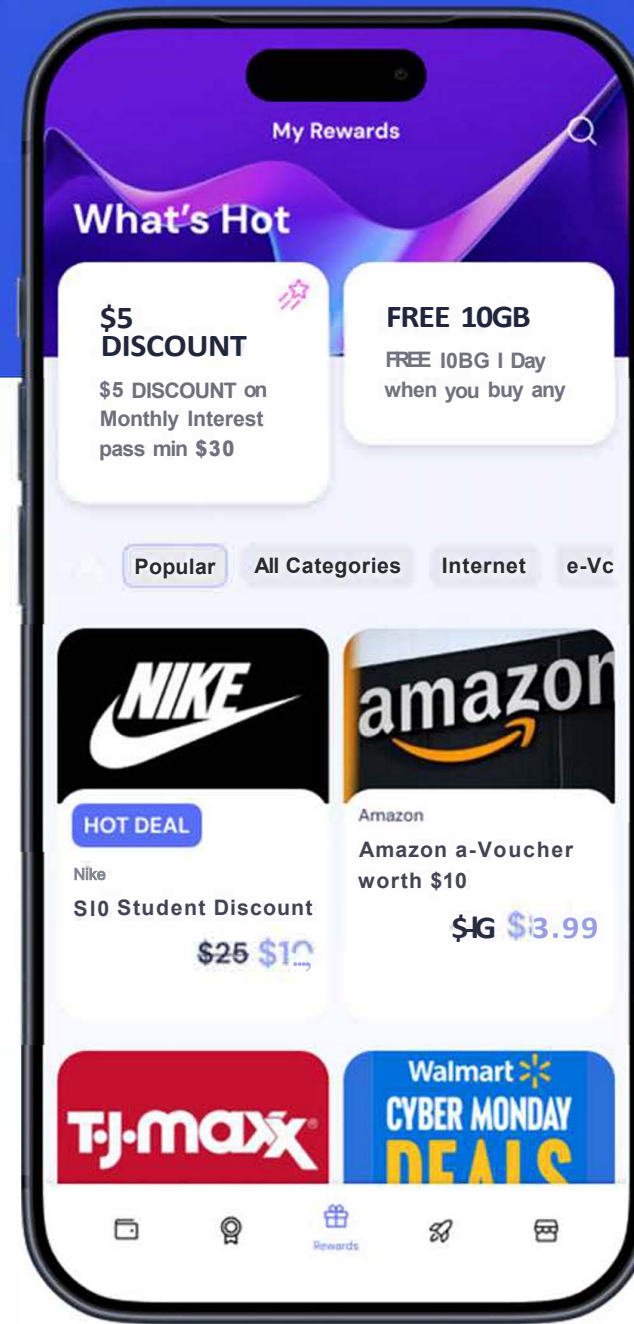 My Rewards
What's Hot
$5
DISCOUNT
$5 DISCOUNT on
Monthly Interest
pass min $30
FREE 10GB
FREE I0BG I Day
when you buy any
Popular
All Categories
Internet
e-Vc
NIKE
HOT DEAL
Nike
SI0 Student Discount
$25
amazon
Amazon
Amazon a-Voucher
worth $10
$3.99
T·J·maxx
Walmart
CYBER MONDAY
DEALS
Rewards